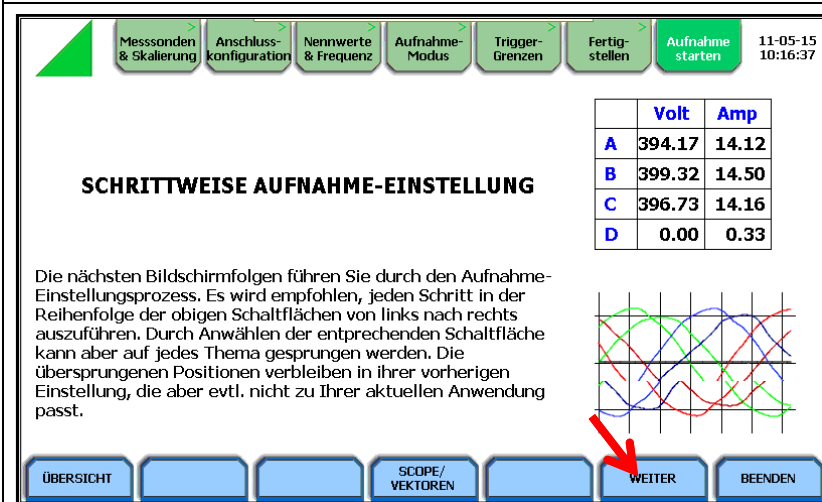 Messsonden
& Skalierung
>
Anschluss-
konfiguration
>
Nennwerte
& Frequenz
>
Aufnahme-
Modus
>
Trigger-
Grenzen
>
Fertig-
stellen
>
Aufnahme
starten
>
11-05-15
10:16:37
Volt Amp
A 394.17 14.12
B 399.32 14.50
C 396.73 14.16
D 0.00 0.33
SCHRITTWEISE AUFNAHME-EINSTELLUNG
Die nächsten Bildschirmfolgen führen Sie durch den Aufnahme-
Einstellungsprozess. Es wird empfohlen, jeden Schritt in der
Reihenfolge der obigen Schaltflächen von links nach rechts
auszuführen. Durch Anwählen der entprechenden Schaltfläche
kann aber auf jedes Thema gesprungen werden. Die
übersprungenen Positionen verbleiben in ihrer vorherigen
Einstellung, die aber evtl. nicht zu Ihrer aktuellen Anwendung
passt.
ÜBERSICHT
SCOPE/
VEKTOREN
WEITER
BEENDEN